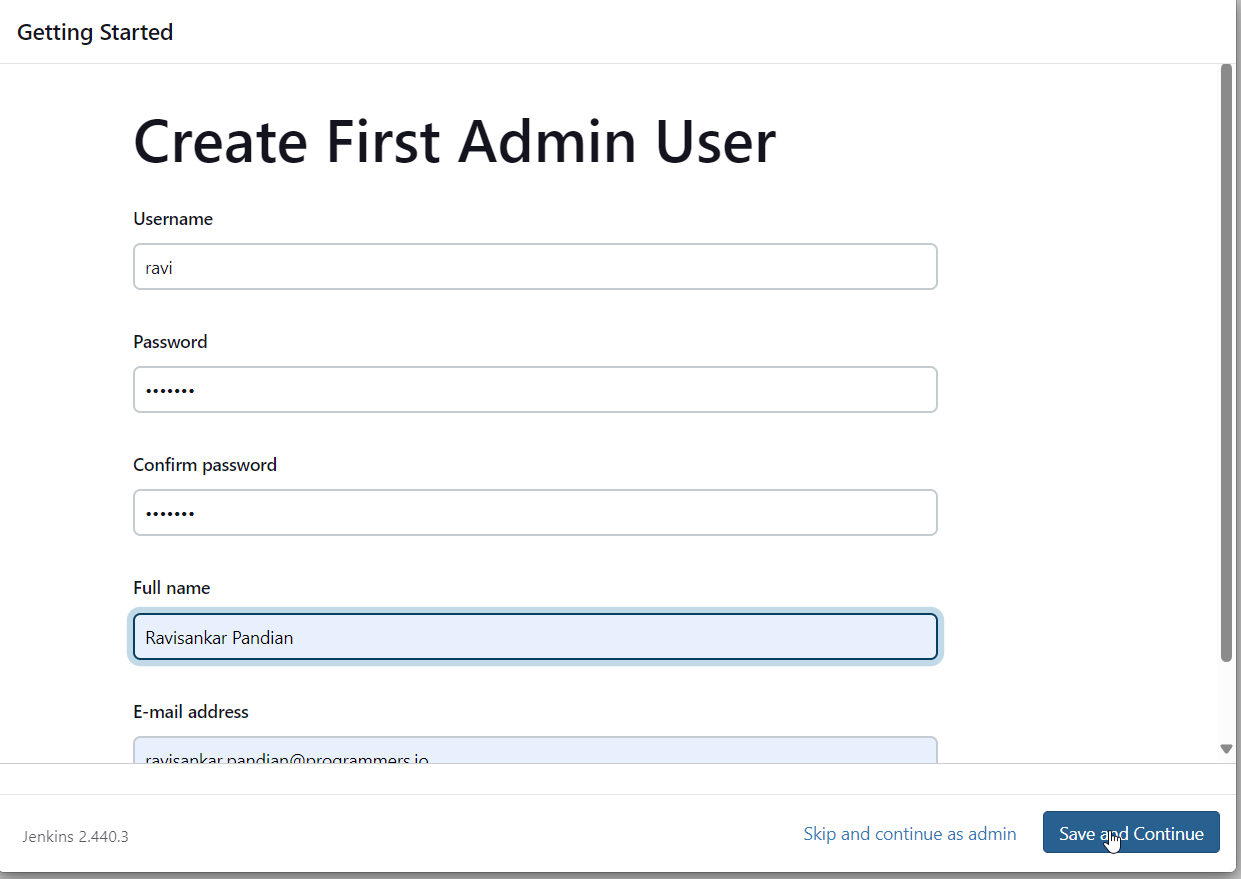 Getting Started
Create First Admin User
Username
ravi
Password
•••••••
Confirm password
•••••••
Full name
Ravisankar Pandian
E-mail address
ravisankar.pandian@programmers.io
Jenkins 2.440.3
Skip and continue as admin
Save and Continue